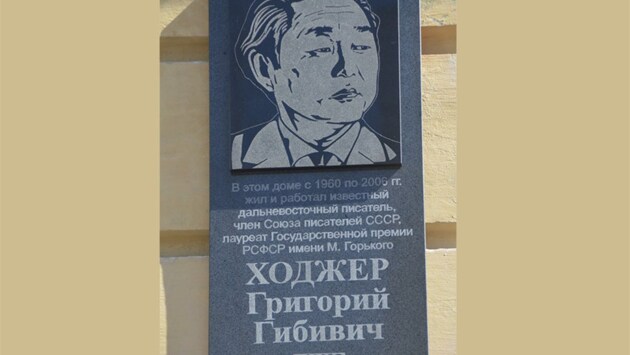 В этом доме с 1960 по 2006 гг.
жил и работал известный
дальневосточный писатель,
член Союза писателей СССР,
лауреат Государственной премии
РСФСР имени М. Горького
ХОДЖЕР
Григорий
Гибивич